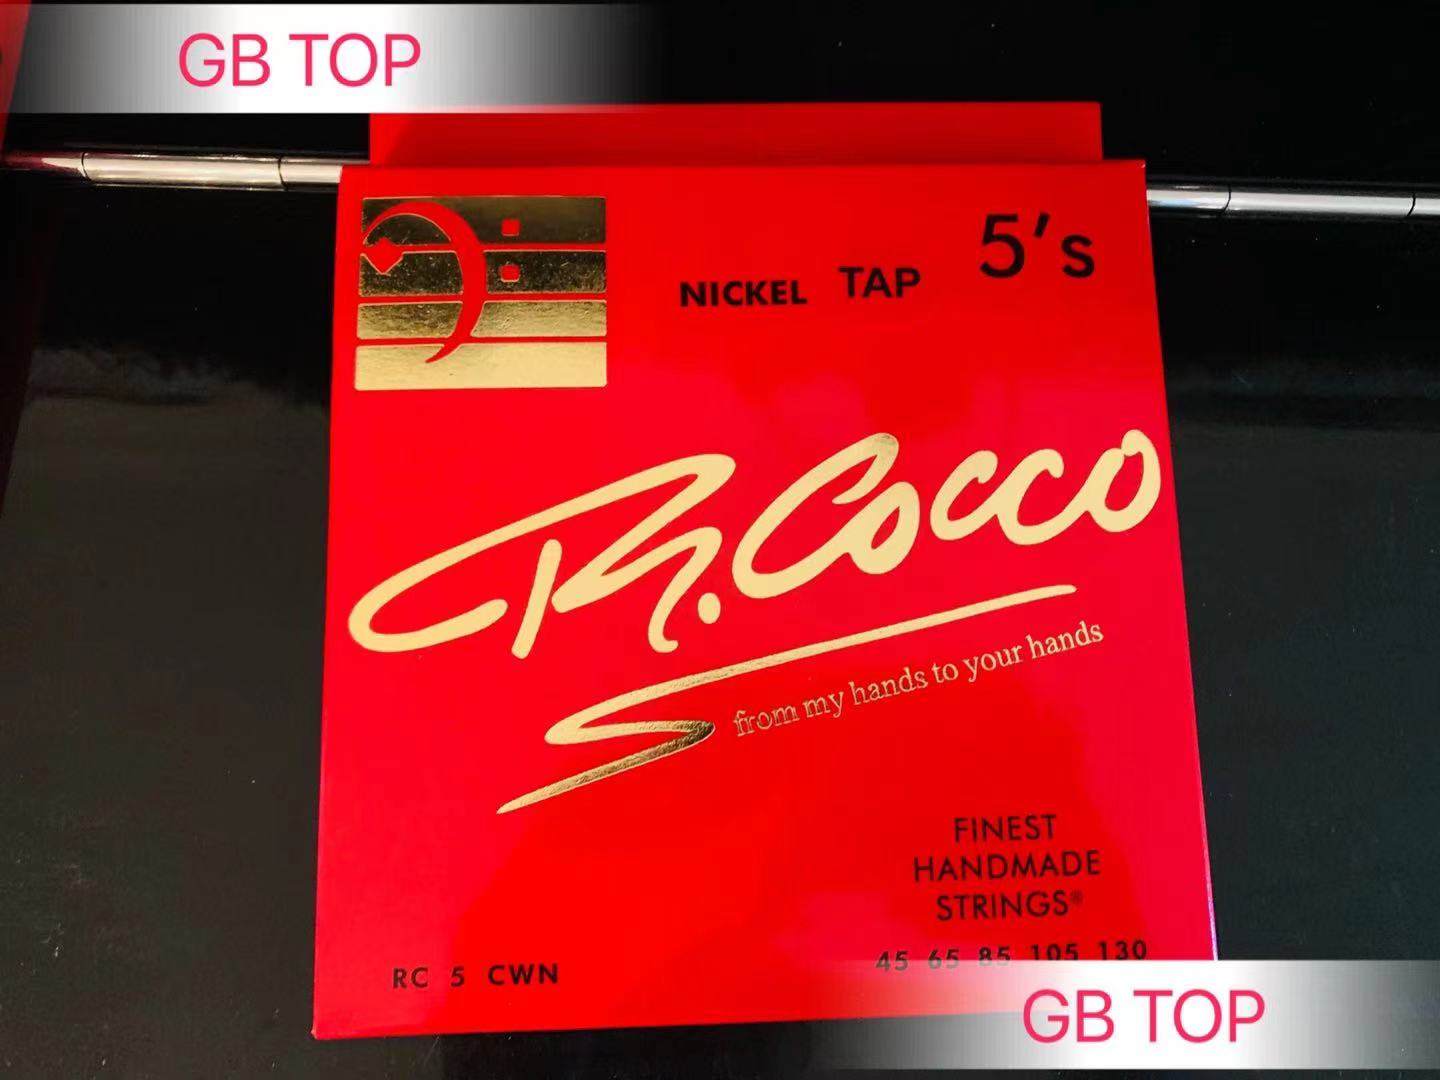 GB TOP
NICKEL TAP 5's
R. Cocco
from my hands to your hands
FINEST
HANDMADE
STRINGS®
RC 5 CWN
45 65 85 105 130
GB TOP